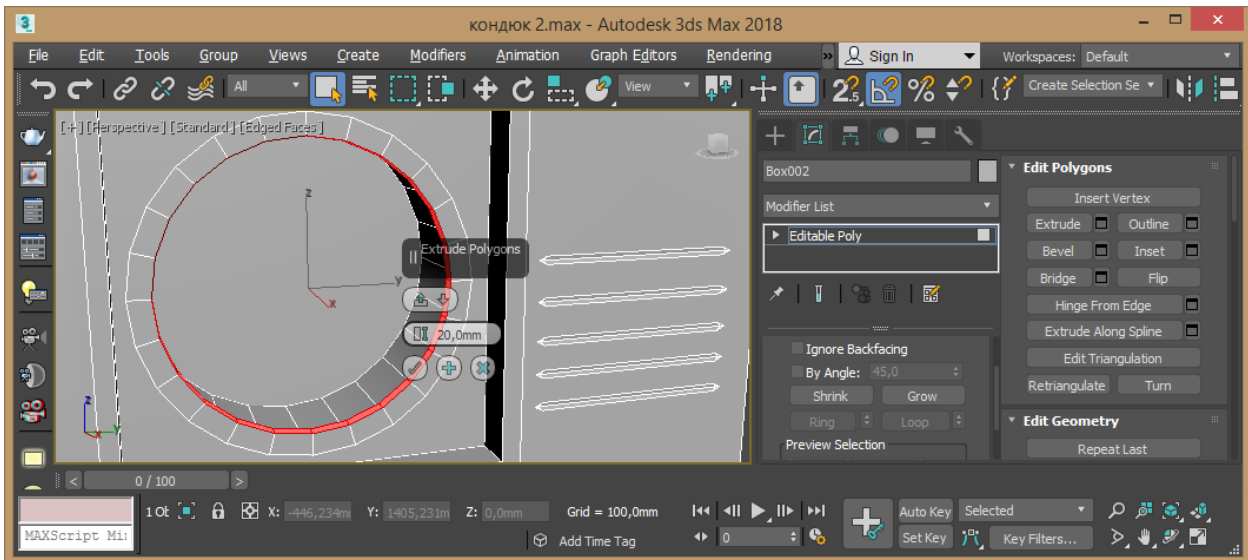 3
кондюк 2.max - Autodesk 3ds Max 2018
File Edit Tools Group Views Create Modifiers Animation Graph Editors Rendering » Sign In Workspaces: Default
All View Create Selection Se
[+] [Perspective] [Standard] [Edged Faces]
z
y
x
Extrude Polygons
20,0mm
z
x
y
Box002
Modifier List
Editable Poly
Ignore Backfacing
By Angle: 45,0
Shrink Grow
Ring Loop
Preview Selection
Edit Polygons
Insert Vertex
Extrude Outline
Bevel Inset
Bridge Flip
Hinge From Edge
Extrude Along Spline
Edit Triangulation
Retriangulate Turn
Edit Geometry
Repeat Last
< 0 / 100 >
1 Ob X: -446,234m Y: 1405,231m Z: 0,0mm Grid = 100,0mm Auto Key Selected
MAXScript Mi Add Time Tag 0 Set Key Key Filters...